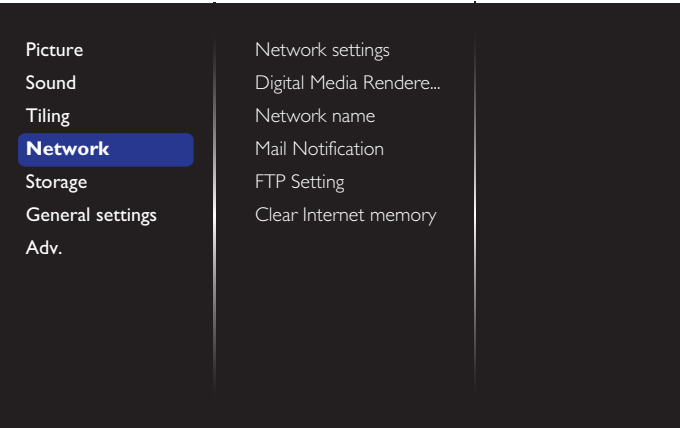 Picture
Sound
Tiling
Network
Storage
General settings
Adv.
Network settings
Digital Media Rendere...
Network name
Mail Notification
FTP Setting
Clear Internet memory